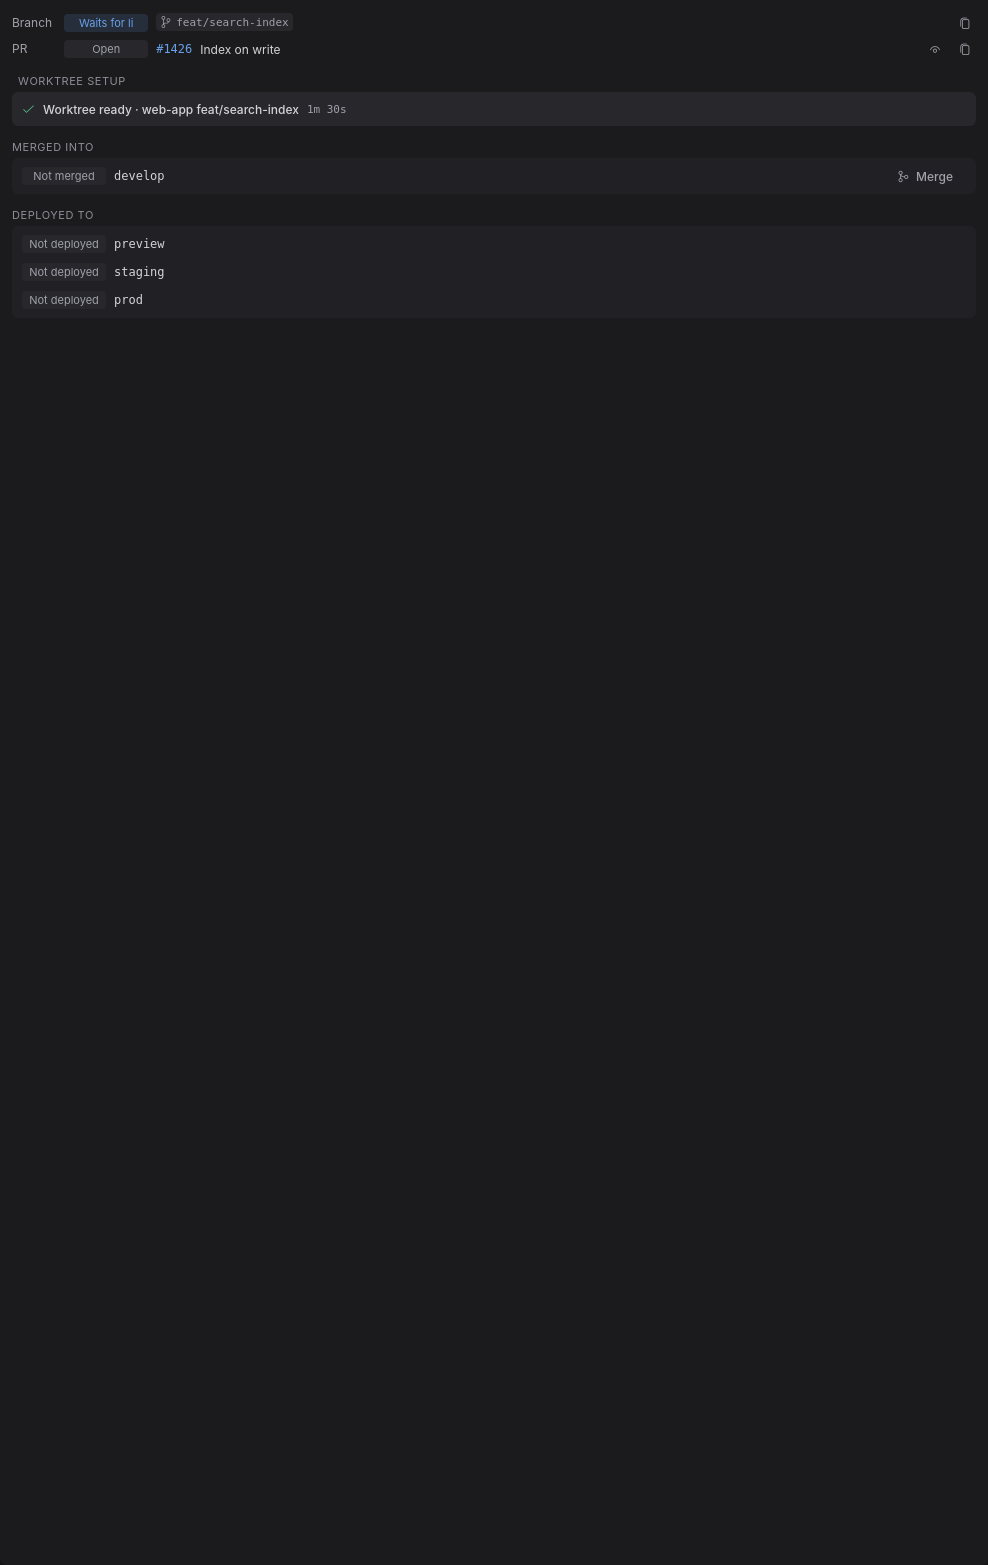 Branch Waits for li feat/search-index
PR Open #1426 Index on write
WORKTREE SETUP
Worktree ready · web-app feat/search-index 1m 30s
MERGED INTO
Not merged develop Merge
DEPLOYED TO
Not deployed preview
Not deployed staging
Not deployed prod